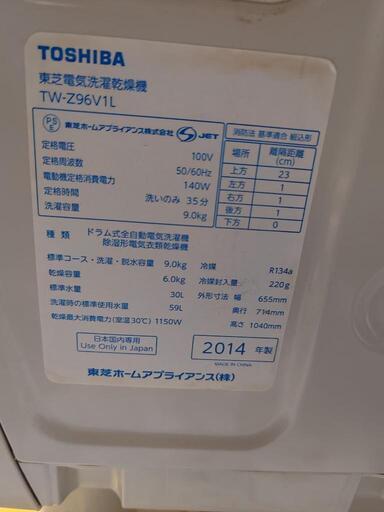 TOSHIBA
東芝電気洗濯乾燥機
TW-Z96V1L
PS
E
東芝ホームアプライアンス株式会社
JET
定格電圧 100V
定格周波数 50/60Hz
電動機定格消費電力 140W
定格時間 洗いのみ 35分
洗濯容量 9.0kg
消防法 基準適合 組込形
場所 離隔距離(cm)
上方 23
左方 1
右方 1
後方 1
下方 0
種類 ドラム式全自動電気洗濯機
除湿形電気衣類乾燥機
標準コース・洗濯・脱水容量 9.0kg
乾燥容量 6.0kg
標準水量 30L
洗濯時の標準使用水量 59L
乾燥最大消費電力(室温30℃) 1150W
冷媒 R134a
冷媒封入量 220g
外形寸法 幅 655mm
奥行 714mm
高さ 1040mm
日本国内専用
Use Only in Japan
2014 年製
MADE IN CHINA
東芝ホームアプライアンス(株)